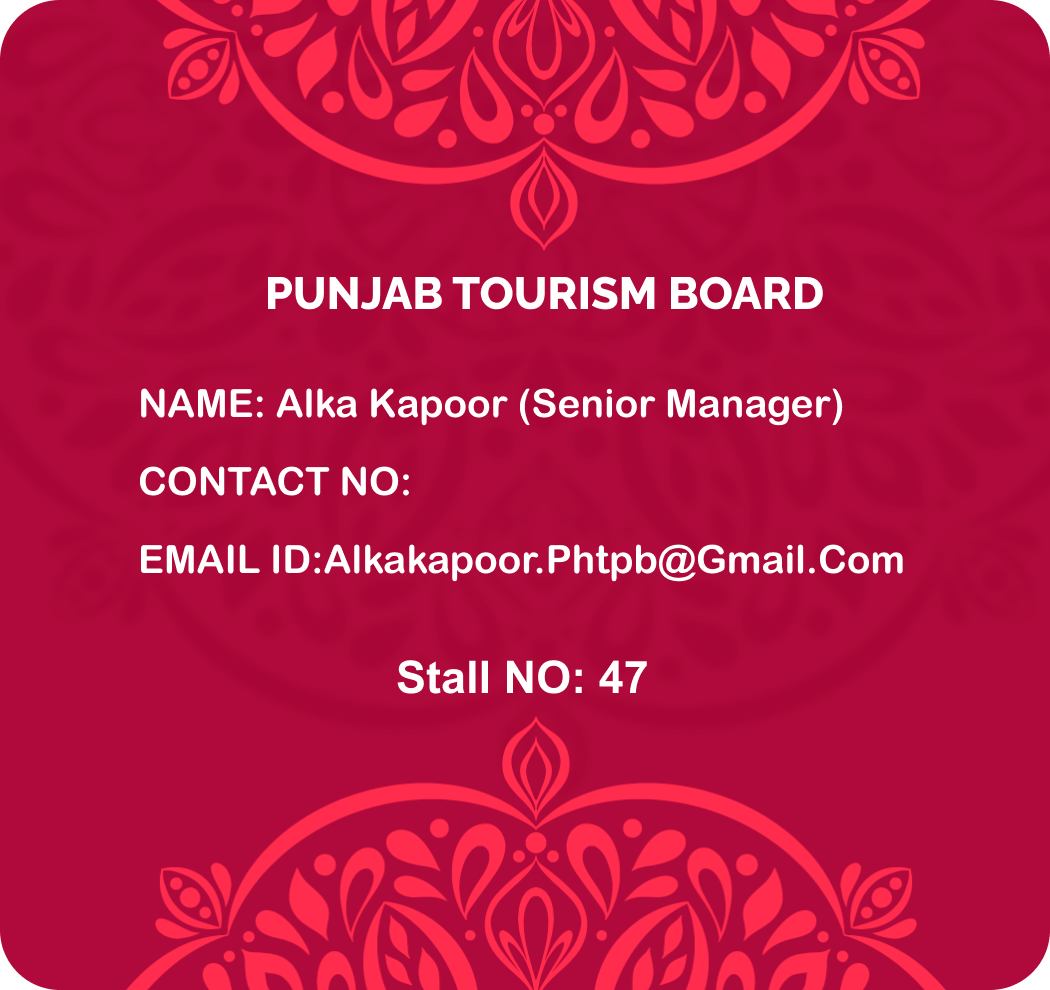 PUNJAB TOURISM BOARD
NAME: Alka Kapoor (Senior Manager)
CONTACT NO:
EMAIL ID:Alkakapoor.Phtpb@Gmail.Com
Stall NO: 47